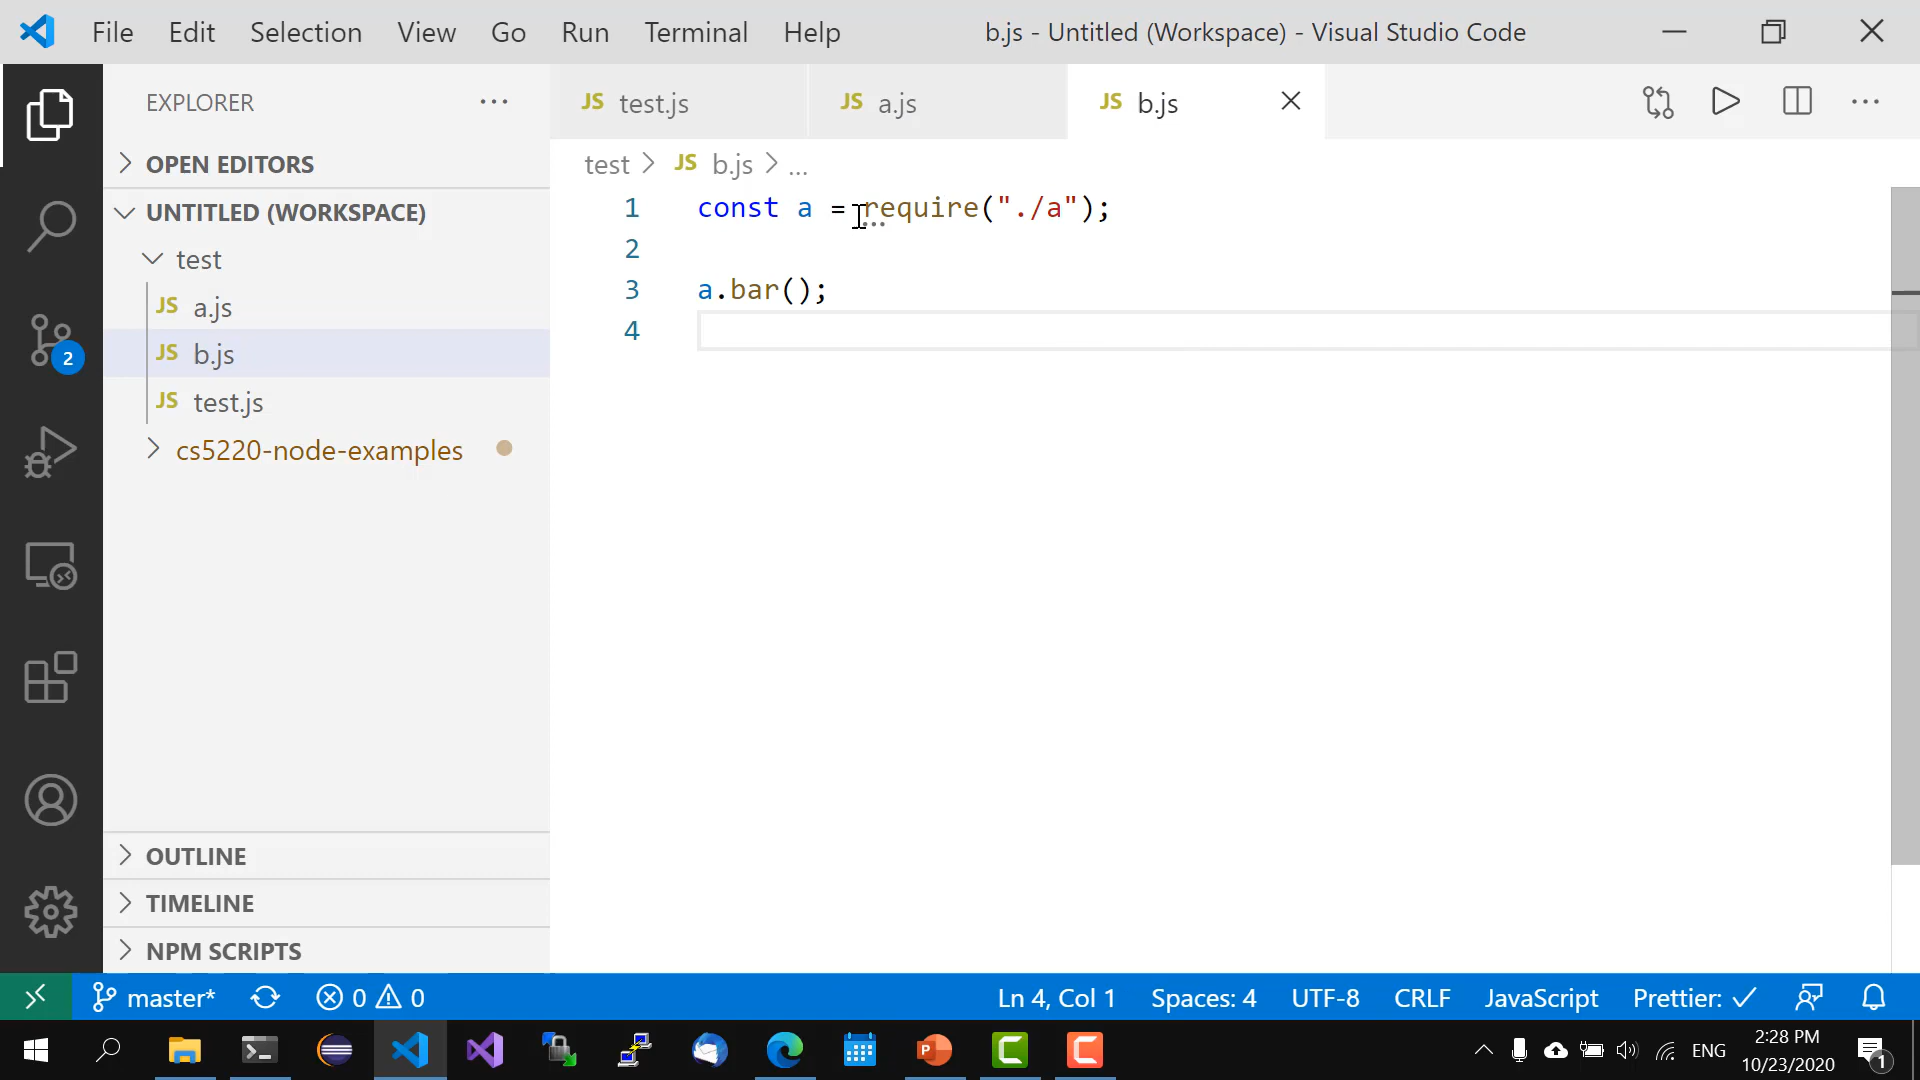 File Edit Selection View Go Run Terminal Help
b.js - Untitled (Workspace) - Visual Studio Code
EXPLORER
OPEN EDITORS
UNTITLED (WORKSPACE)
test
JS a.js
JS b.js
JS test.js
cs5220-node-examples
OUTLINE
TIMELINE
NPM SCRIPTS
2
JS test.js
JS a.js
JS b.js
test > JS b.js > ...
1 const a = require("./a");
2
3 a.bar();
4
master* 0 0
Ln 4, Col 1 Spaces: 4 UTF-8 CRLF JavaScript Prettier: ✓
ENG
2:28 PM
10/23/2020
1